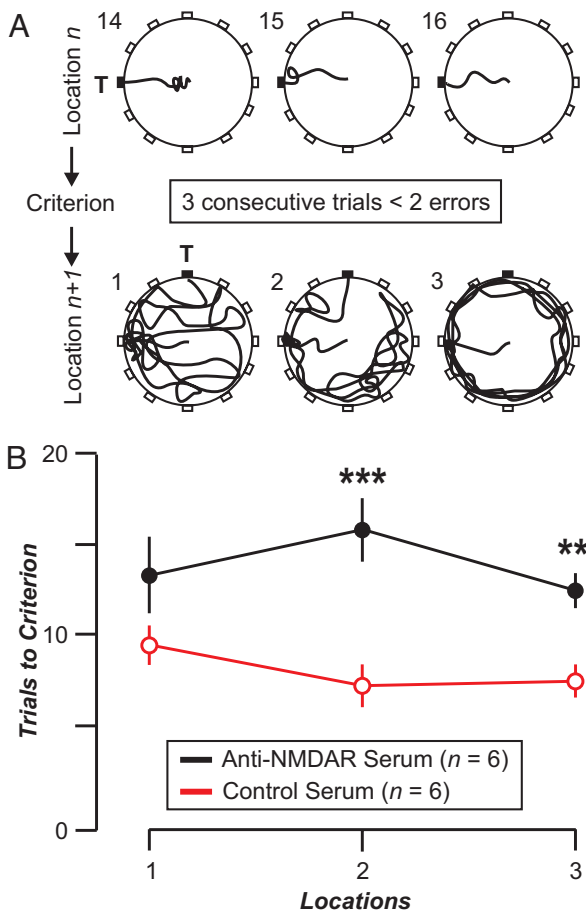 A
Location n
14
15
16
T
Criterion
3 consecutive trials < 2 errors
Location n+1
T
1
2
3
B
Trials to Criterion
20
10
0
***
**
Anti-NMDAR Serum (n = 6)
Control Serum (n = 6)
1
2
3
Locations